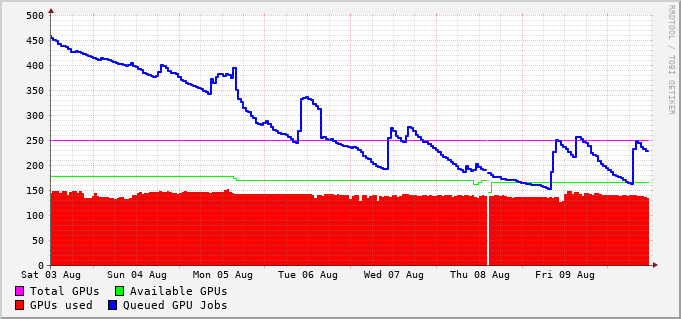 500
450
400
350
300
250
200
150
100
50
0
Sat 03 Aug Sun 04 Aug Mon 05 Aug Tue 06 Aug Wed 07 Aug Thu 08 Aug Fri 09 Aug
Total GPUs Available GPUs
GPUs used Queued GPU Jobs
RRDTOOL / TOBI OETIKER